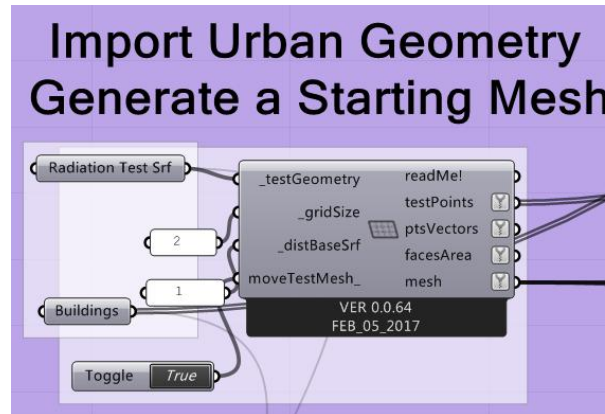 Import Urban Geometry
Generate a Starting Mesh
Radiation Test Srf
_testGeometry
readMe!
_gridSize
testPoints
2
_distBaseSrf
ptsVectors
facesArea
1
moveTestMesh_
mesh
Buildings
VER 0.0.64
FEB_05_2017
Toggle True